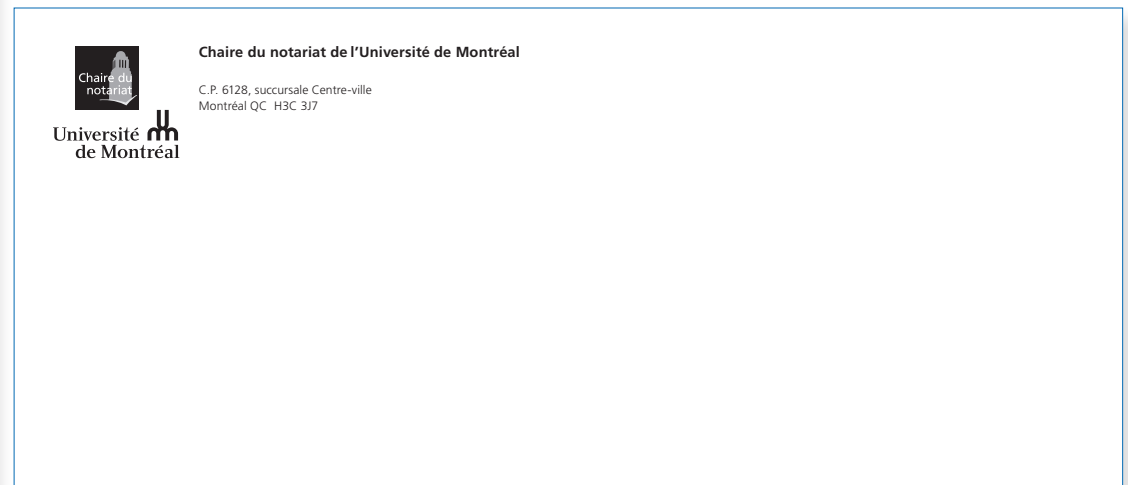 Chaire du
notariat
Université
de Montréal
Chaire du notariat de l’Université de Montréal
C.P. 6128, succursale Centre-ville
Montréal QC  H3C 3J7